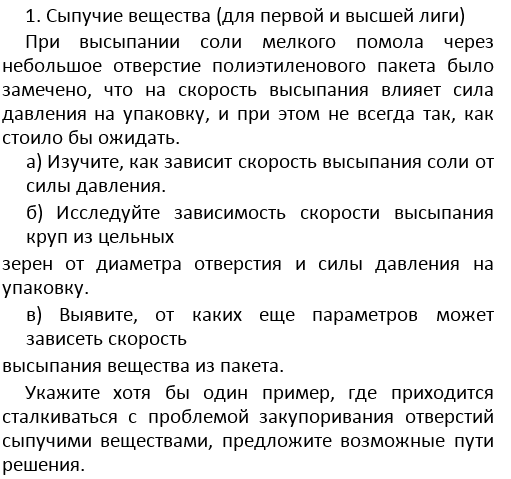 1. Сыпучие вещества (для первой и высшей лиги)
При высыпании соли мелкого помола через
небольшое отверстие полиэтиленового пакета было
замечено, что на скорость высыпания влияет сила
давления на упаковку, и при этом не всегда так, как
стоило бы ожидать.
а) Изучите, как зависит скорость высыпания соли от
силы давления.
б) Исследуйте зависимость скорости высыпания
круп из цельных
зерен от диаметра отверстия и силы давления на
упаковку.
в) Выявите, от каких еще параметров может
зависеть скорость
высыпания вещества из пакета.
Укажите хотя бы один пример, где приходится
сталкиваться с проблемой закупоривания отверстий
сыпучими веществами, предложите возможные пути
решения.